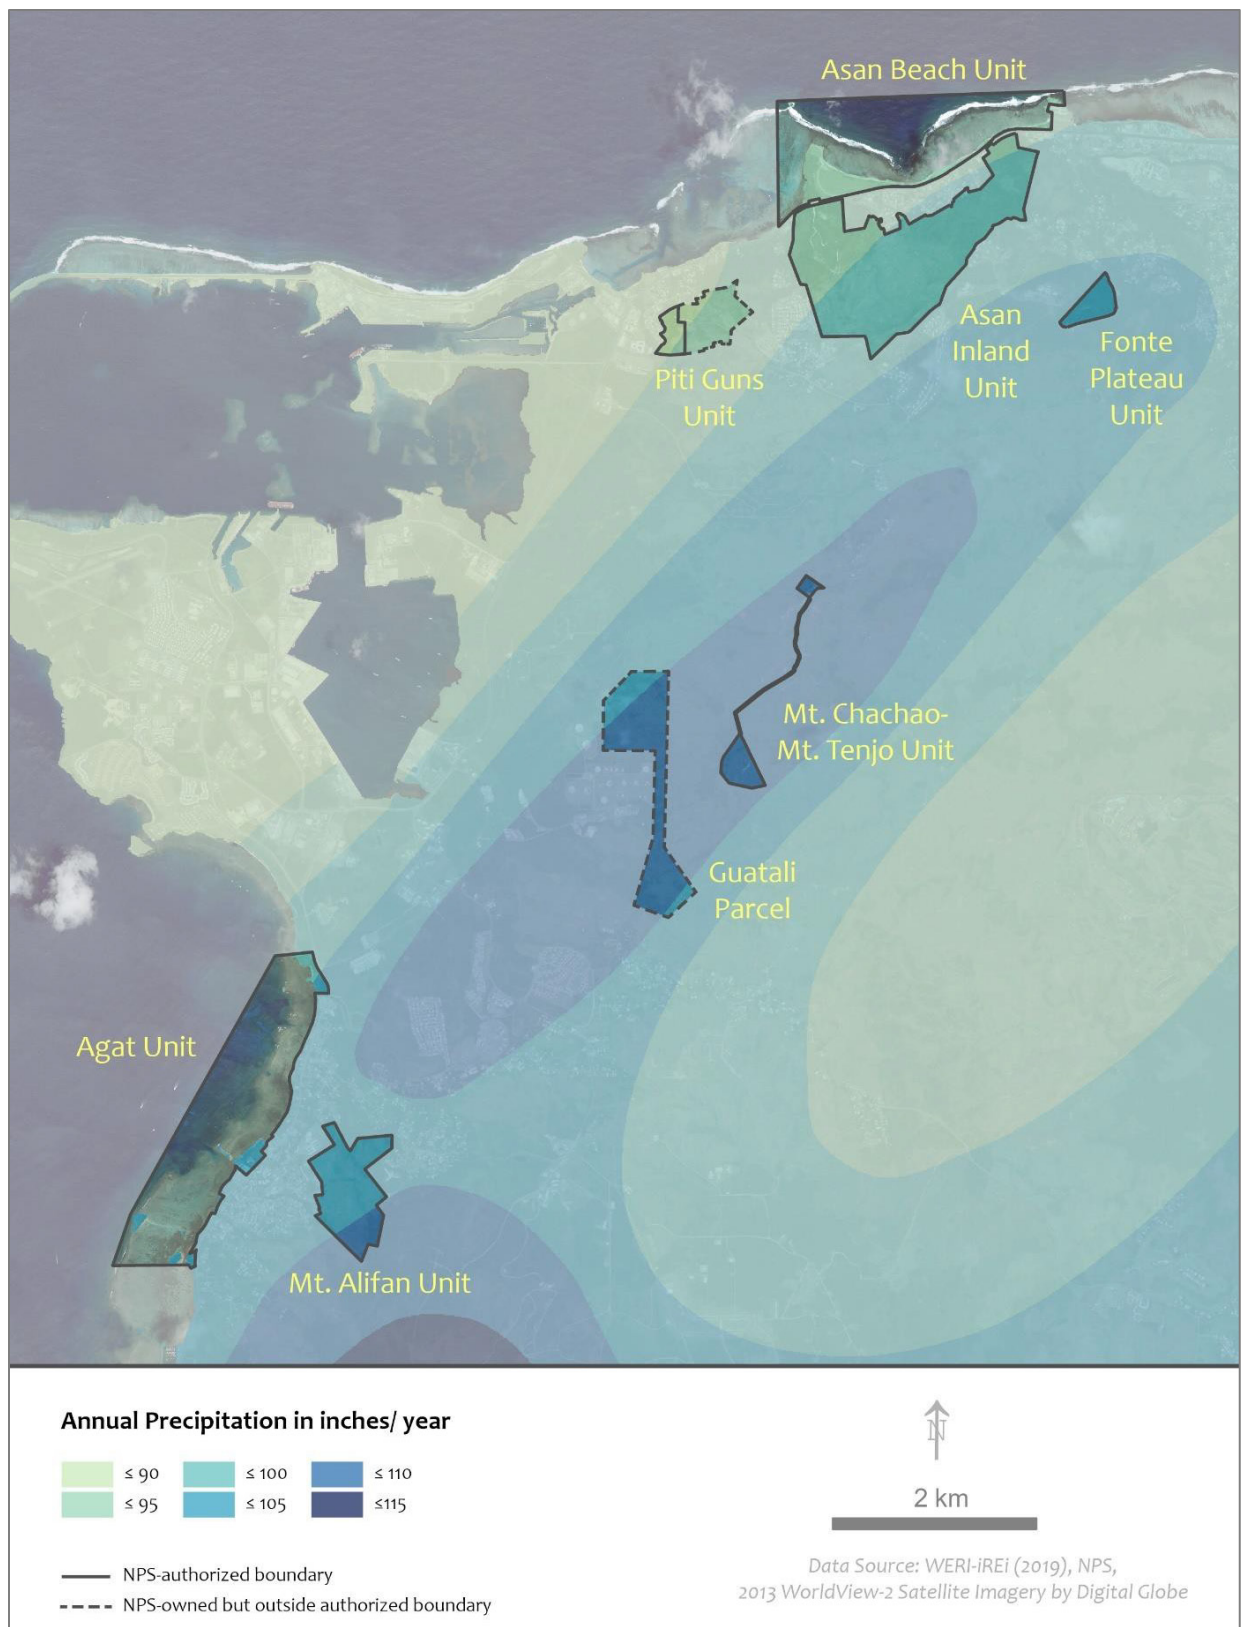 Asan Beach Unit
Asan
Inland
Unit
Fonte
Plateau
Unit
Piti Guns
Unit
Mt. Chachao-
Mt. Tenjo Unit
Guatali
Parcel
Agat Unit
Mt. Alifan Unit
Annual Precipitation in inches/ year
≤ 90
≤ 100
≤ 110
≤ 95
≤ 105
≤115
N
2 km
NPS-authorized boundary
NPS-owned but outside authorized boundary
Data Source: WERI-iREi (2019), NPS,
2013 WorldView-2 Satellite Imagery by Digital Globe